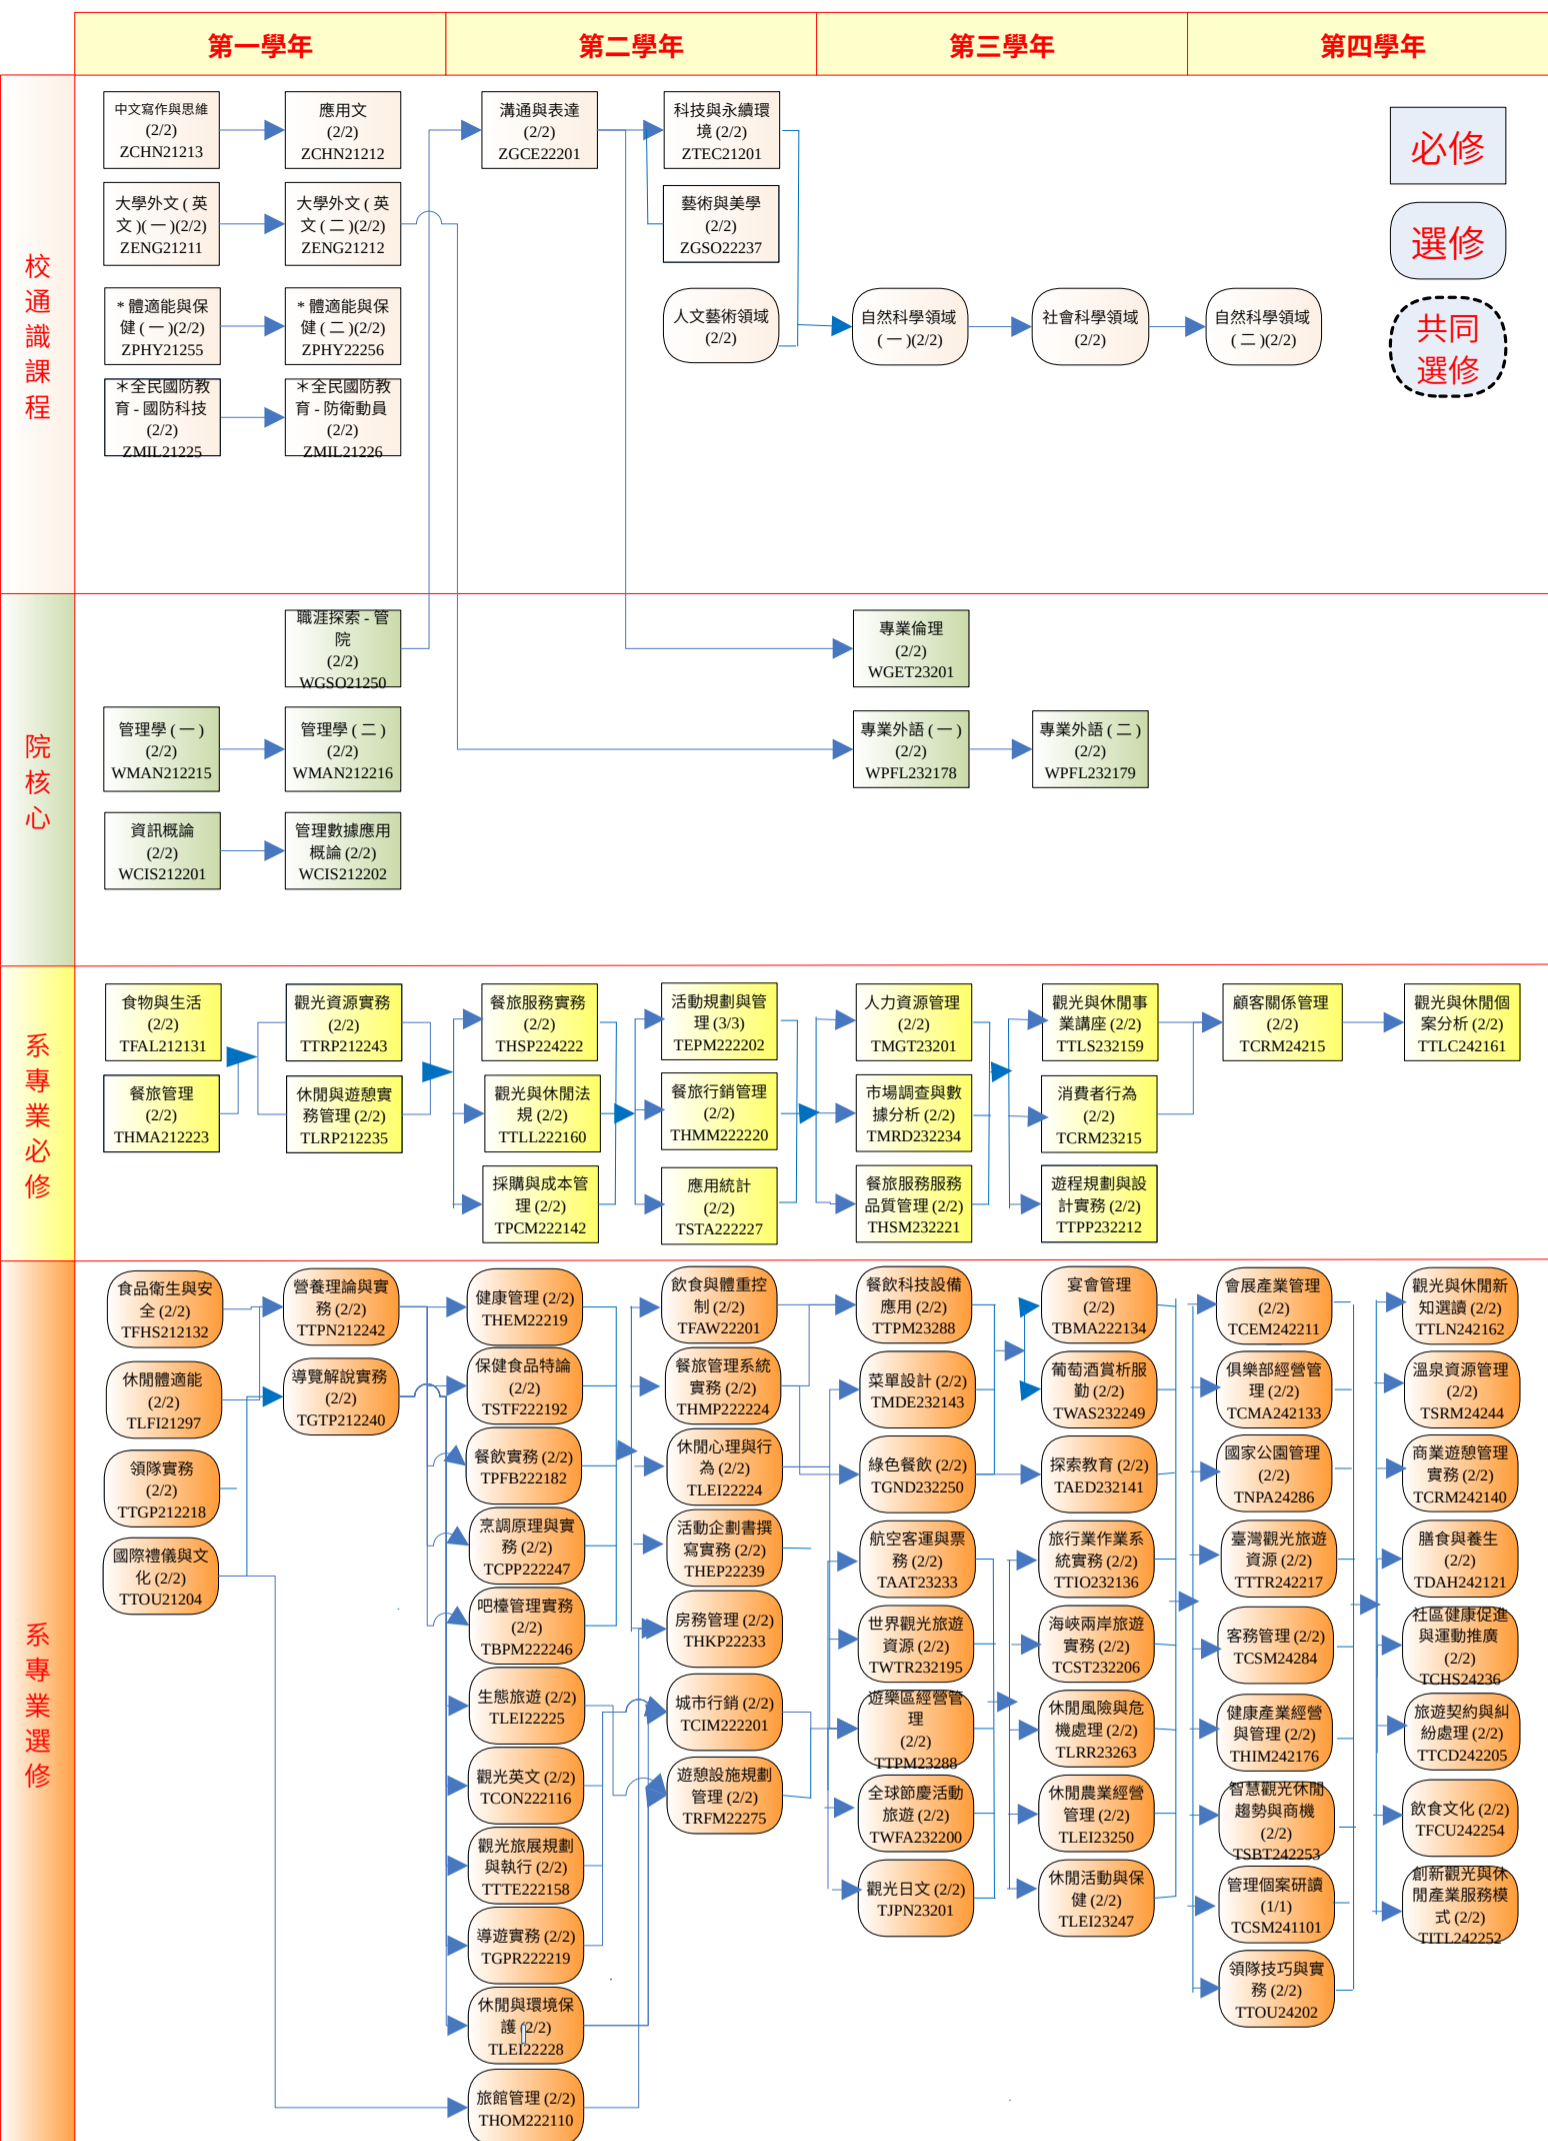 第一學年
第二學年
第三學年
第四學年
校通識課程
中文寫作與思維
(2/2)
ZCHN21213
應用文
(2/2)
ZCHN21212
溝通與表達
(2/2)
ZGCE22201
科技與永續環
境 (2/2)
ZTEC21201
必修
大學外文 ( 英
文 )( 一 )(2/2)
ZENG21211
大學外文 ( 英
文 ( 二 )(2/2)
ZENG21212
藝術與美學
(2/2)
ZGSO22237
選修
* 體適能與保
健 ( 一 )(2/2)
ZPHY21255
* 體適能與保
健 ( 二 )(2/2)
ZPHY22256
人文藝術領域
(2/2)
自然科學領域
( 一 )(2/2)
社會科學領域
(2/2)
自然科學領域
( 二 )(2/2)
共同
選修
＊全民國防教
育 - 國防科技
(2/2)
ZMIL21225
＊全民國防教
育 - 防衛動員
(2/2)
ZMIL21226
院核心
職涯探索 - 管
院
(2/2)
WGSO21250
專業倫理
(2/2)
WGET23201
管理學 ( 一 )
(2/2)
WMAN212215
管理學 ( 二 )
(2/2)
WMAN212216
專業外語 ( 一 )
(2/2)
WPFL232178
專業外語 ( 二 )
(2/2)
WPFL232179
資訊概論
(2/2)
WCIS212201
管理數據應用
概論 (2/2)
WCIS212202
系專業必修
食物與生活
(2/2)
TFAL212131
觀光資源實務
(2/2)
TTRP212243
餐旅服務實務
(2/2)
THSP224222
活動規劃與管
理 (3/3)
TEPM222202
人力資源管理
(2/2)
TMGT23201
觀光與休閒事
業講座 (2/2)
TTLS232159
顧客關係管理
(2/2)
TCRM24215
觀光與休閒個
案分析 (2/2)
TTLC242161
餐旅管理
(2/2)
THMA212223
休閒與遊憩實
務管理 (2/2)
TLRP212235
觀光與休閒法
規 (2/2)
TTLL222160
餐旅行銷管理
(2/2)
THMM222220
市場調查與數
據分析 (2/2)
TMRD232234
消費者行為
(2/2)
TCRM23215
採購與成本管
理 (2/2)
TPCM222142
應用統計
(2/2)
TSTA222227
餐旅服務服務
品質管理 (2/2)
THSM232221
遊程規劃與設
計實務 (2/2)
TTPP232212
系專業選修
食品衛生與安
全 (2/2)
TFHS212132
休閒體適能
(2/2)
TLFI21297
領隊實務
(2/2)
TTGP212218
國際禮儀與文
化 (2/2)
TTOU21204
營養理論與實
務 (2/2)
TTPN212242
導覽解說實務
(2/2)
TGTP212240
健康管理 (2/2)
THEM22219
保健食品特論
(2/2)
TSTF222192
餐飲實務 (2/2)
TPFB222182
烹調原理與實
務 (2/2)
TCPP222247
吧檯管理實務
(2/2)
TBPM222246
生態旅遊 (2/2)
TLEI22225
觀光英文 (2/2)
TCON222116
觀光旅展規劃
與執行 (2/2)
TTTE222158
導遊實務 (2/2)
TGPR222219
休閒與環境保
護 (2/2)
TLEI22228
旅館管理 (2/2)
THOM222110
飲食與體重控
制 (2/2)
TFAW22201
餐旅管理系統
實務 (2/2)
THMP222224
休閒心理與行
為 (2/2)
TLEI22224
活動企劃書撰
寫實務 (2/2)
THEP22239
房務管理 (2/2)
THKP22233
城市行銷 (2/2)
TCIM222201
遊憩設施規劃
管理 (2/2)
TRFM22275
餐飲科技設備
應用 (2/2)
TTPM23288
菜單設計 (2/2)
TMDE232143
綠色餐飲 (2/2)
TGND232250
航空客運與票
務 (2/2)
TAAT23233
世界觀光旅遊
資源 (2/2)
TWTR232195
遊樂區經營管
理
(2/2)
TTPM23288
全球節慶活動
旅遊 (2/2)
TWFA232200
觀光日文 (2/2)
TJPN23201
宴會管理
(2/2)
TBMA222134
葡萄酒賞析服
勤 (2/2)
TWAS232249
探索教育 (2/2)
TAED232141
旅行業作業系
統實務 (2/2)
TTIO232136
海峽兩岸旅遊
實務 (2/2)
TCST232206
休閒風險與危
機處理 (2/2)
TLRR23263
休閒農業經營
管理 (2/2)
TLEI23250
休閒活動與保
健 (2/2)
TLEI23247
會展產業管理
(2/2)
TCEM242211
俱樂部經營管
理 (2/2)
TCMA242133
國家公園管理
(2/2)
TNPA24286
臺灣觀光旅遊
資源 (2/2)
TTTR242217
客務管理 (2/2)
TCSM24284
健康產業經營
與管理 (2/2)
THIM242176
智慧觀光休閒
趨勢與商機
(2/2)
TSBT242253
管理個案研讀
(1/1)
TCSM241101
領隊技巧與實
務 (2/2)
TTOU24202
觀光與休閒新
知選讀 (2/2)
TTLN242162
溫泉資源管理
(2/2)
TSRM24244
商業遊憩管理
實務 (2/2)
TCRM242140
膳食與養生
(2/2)
TDAH242121
社區健康促進
與運動推廣
(2/2)
TCHS24236
旅遊契約與糾
紛處理 (2/2)
TTCD242205
飲食文化 (2/2)
TFCU242254
創新觀光與休
閒產業服務模
式 (2/2)
TITL242252